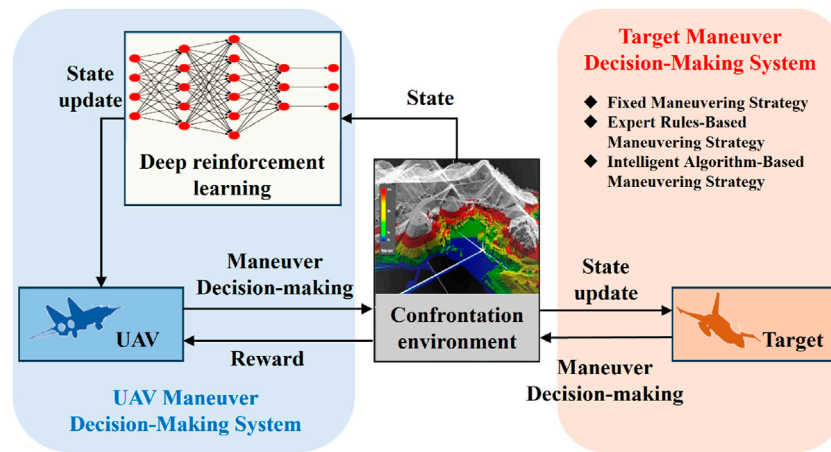 State
update
Deep reinforcement
learning
State
Target Maneuver
Decision-Making System
◆ Fixed Maneuvering Strategy
◆ Expert Rules-Based
Maneuvering Strategy
◆ Intelligent Algorithm-Based
Maneuvering Strategy
Maneuver
Decision-making
UAV
Reward
Confrontation
environment
State
update
Target
Maneuver
Decision-making
UAV Maneuver
Decision-Making System